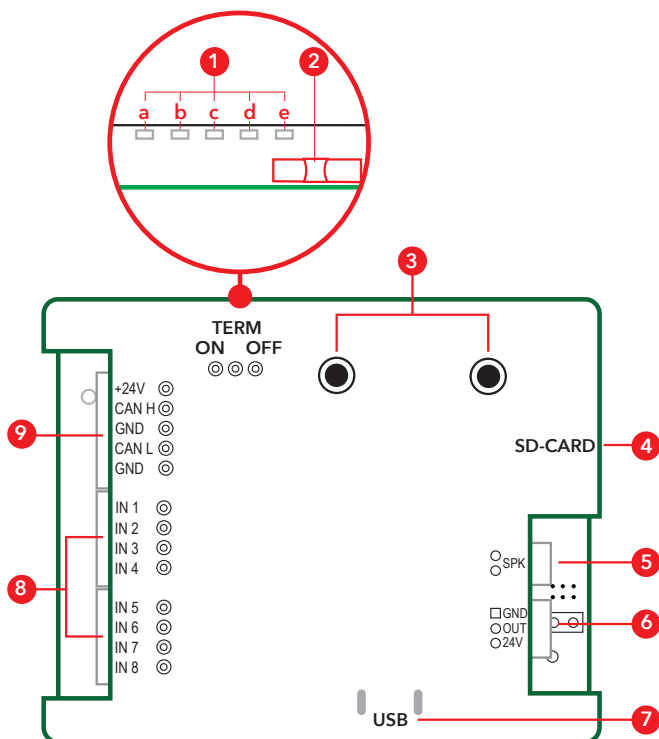 1
2
a b c d e
3
TERM
ON OFF
+24V
CAN H
GND
CAN L
GND
9
SD-CARD
4
IN 1
IN 2
IN 3
IN 4
8
IN 5
IN 6
IN 7
IN 8
SPK
5
GND
OUT
24V
6
USB
7